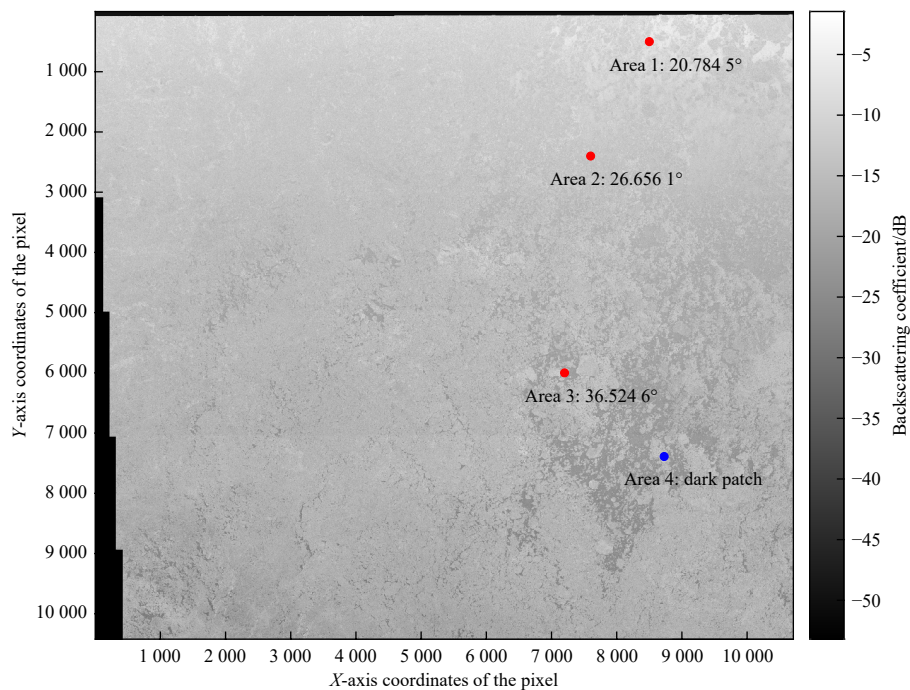 Area 1: 20.784 5°
Area 2: 26.656 1°
Area 3: 36.524 6°
Area 4: dark patch
1 000
2 000
3 000
4 000
5 000
6 000
7 000
8 000
9 000
10 000
Y-axis coordinates of the pixel
1 000 2 000 3 000 4 000 5 000 6 000 7 000 8 000 9 000 10 000
X-axis coordinates of the pixel
−5
−10
−15
−20
−25
−30
−35
−40
−45
−50
Backscattering coefficient/dB